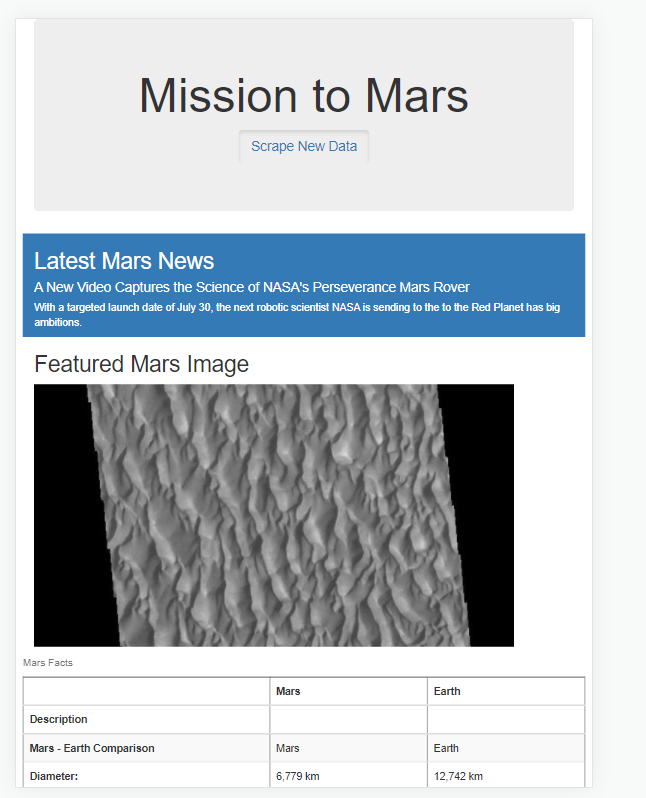 Mission to Mars
Scrape New Data
Latest Mars News
A New Video Captures the Science of NASA's Perseverance Mars Rover
With a targeted launch date of July 30, the next robotic scientist NASA is sending to the to the Red Planet has big
ambitions.
Featured Mars Image
Mars Facts
Mars Earth
Description
Mars - Earth Comparison Mars Earth
Diameter: 6,779 km 12,742 km